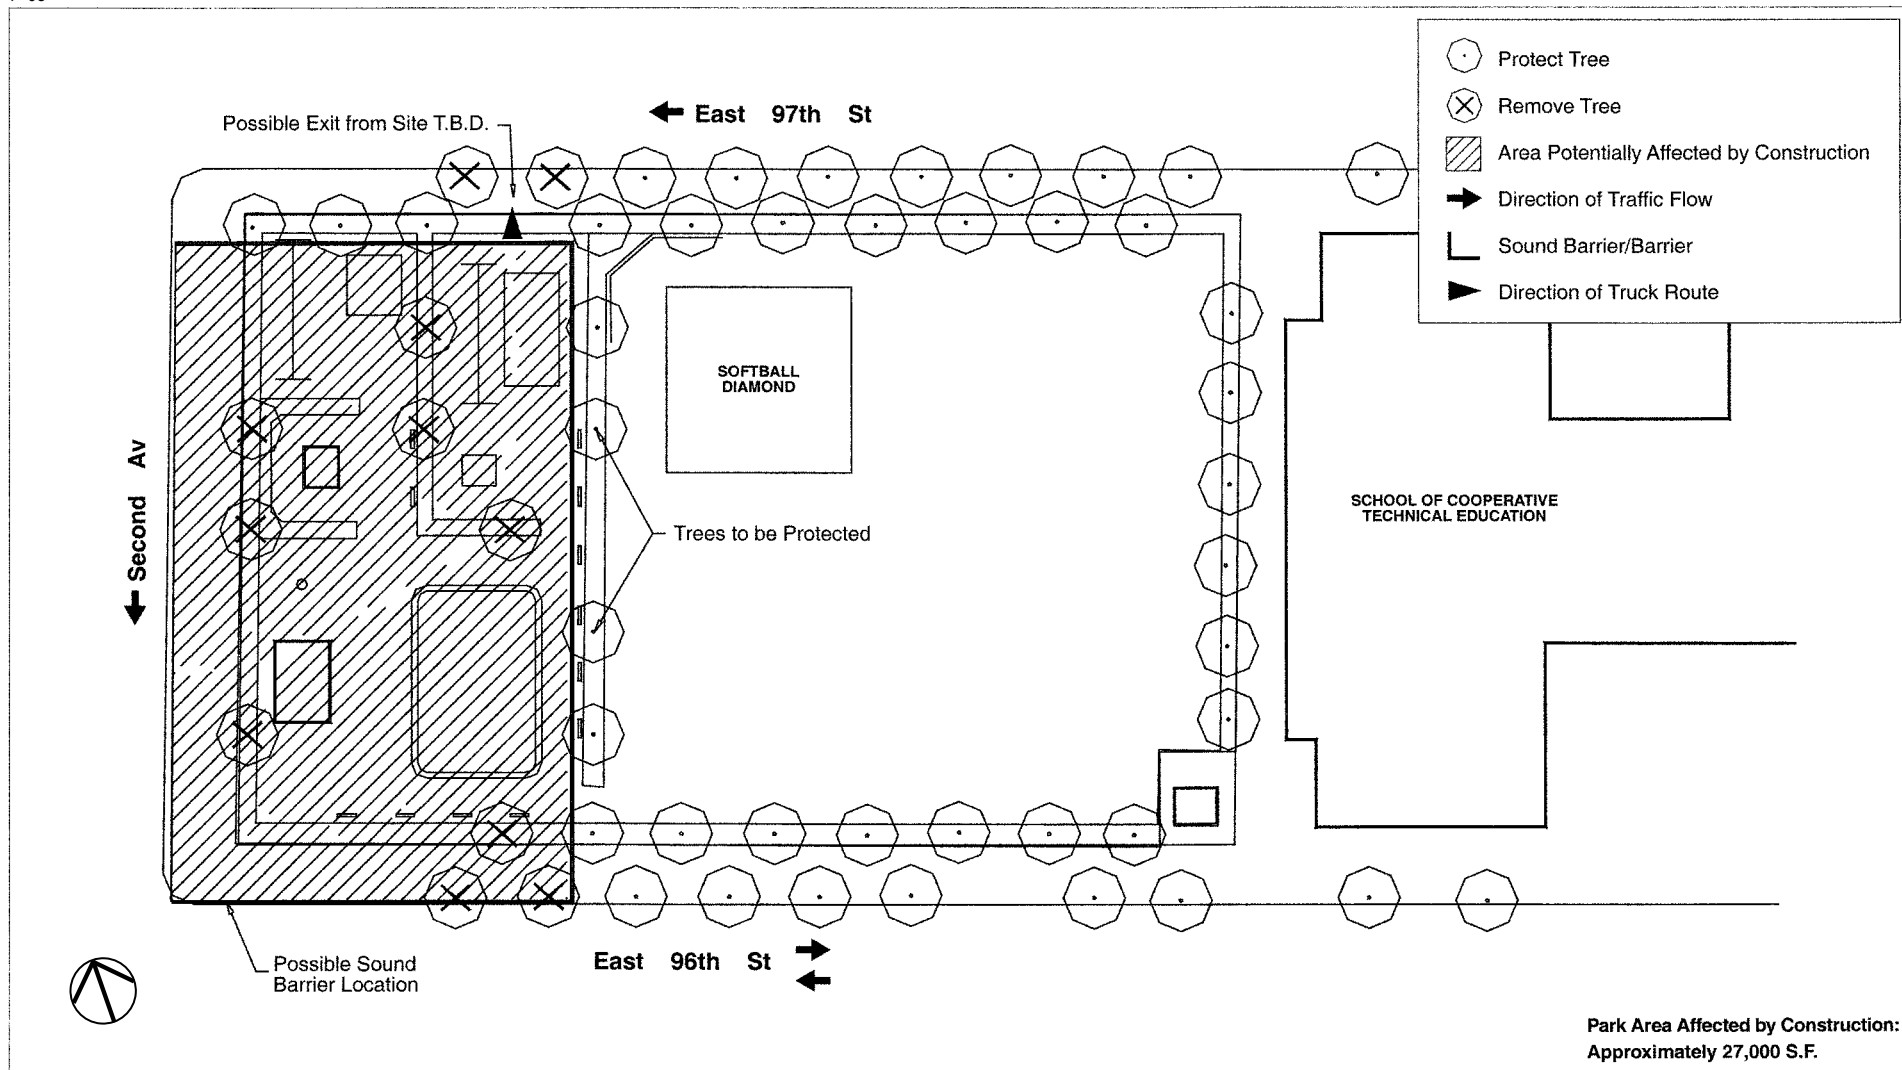 Protect Tree
Remove Tree
Area Potentially Affected by Construction
Direction of Traffic Flow
Sound Barrier/Barrier
Direction of Truck Route
East 97th St
Possible Exit from Site T.B.D.
SOFTBALL
DIAMOND
Second Av
SCHOOL OF COOPERATIVE
TECHNICAL EDUCATION
Trees to be Protected
East 96th St
Possible Sound
Barrier Location
Park Area Affected by Construction:
Approximately 27,000 S.F.